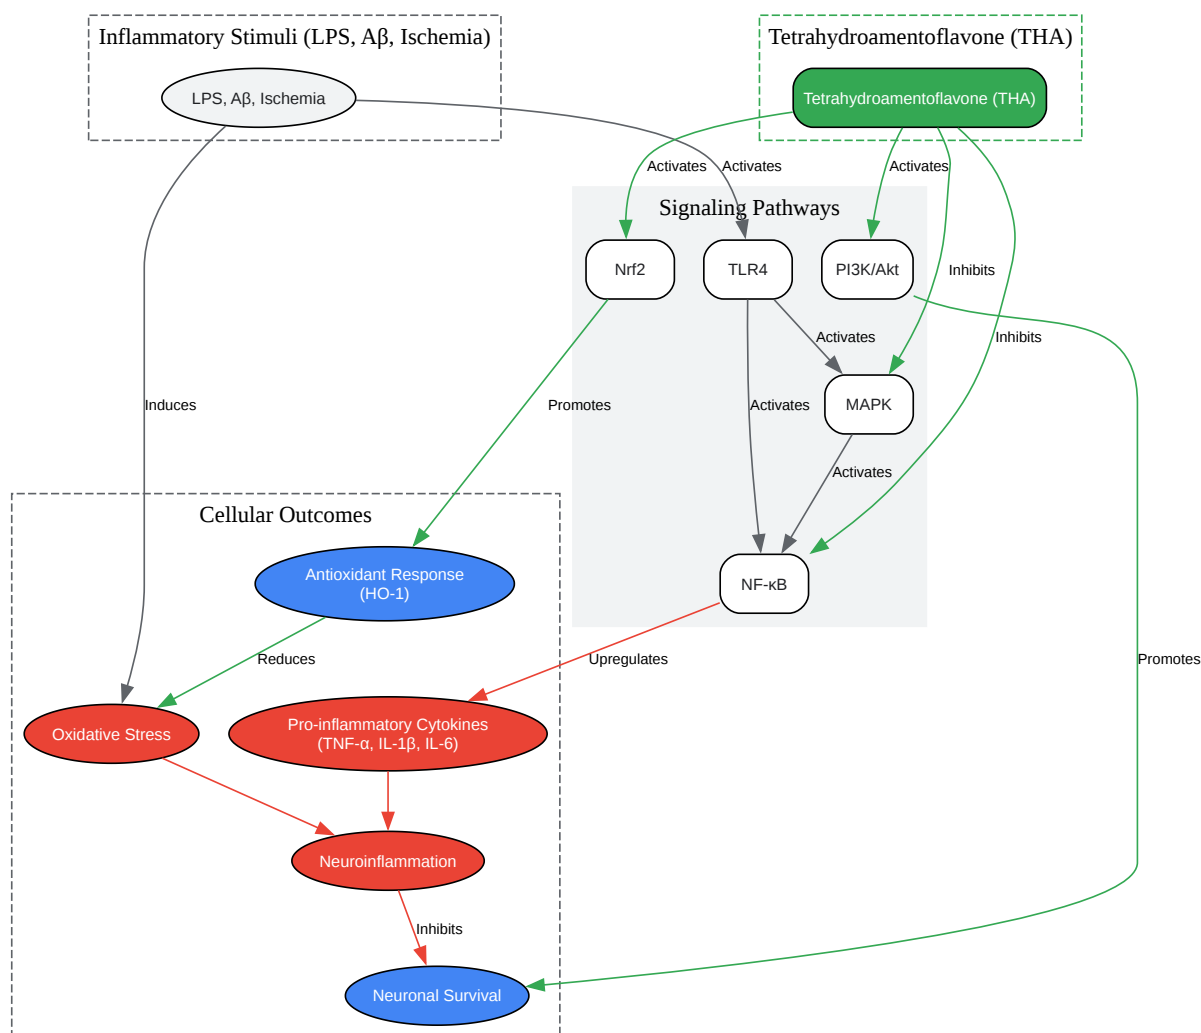 Inflammatory Stimuli (LPS, Aβ, Ischemia)
LPS, Aβ, Ischemia
Tetrahydroamentoflavone (THA)
Tetrahydroamentoflavone (THA)
Activates
Activates
Activates
Signaling Pathways
Nrf2
TLR4
PI3K/Akt
Inhibits
Activates
Inhibits
MAPK
Induces
Promotes
Activates
Activates
Cellular Outcomes
Antioxidant Response
(HO-1)
NF-κB
Reduces
Upregulates
Promotes
Oxidative Stress
Pro-inflammatory Cytokines
(TNF-α, IL-1β, IL-6)
Neuroinflammation
Inhibits
Neuronal Survival